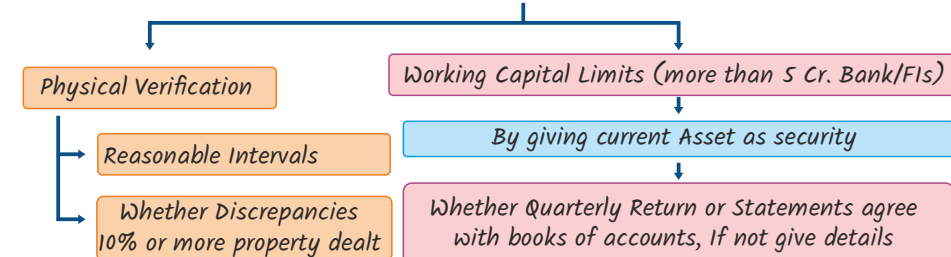 Physical Verification
Reasonable Intervals
Whether Discrepancies
10% or more property dealt
Working Capital Limits (more than 5 Cr. Bank/FIs)
By giving current Asset as security
Whether Quarterly Return or Statements agree
with books of accounts, If not give details